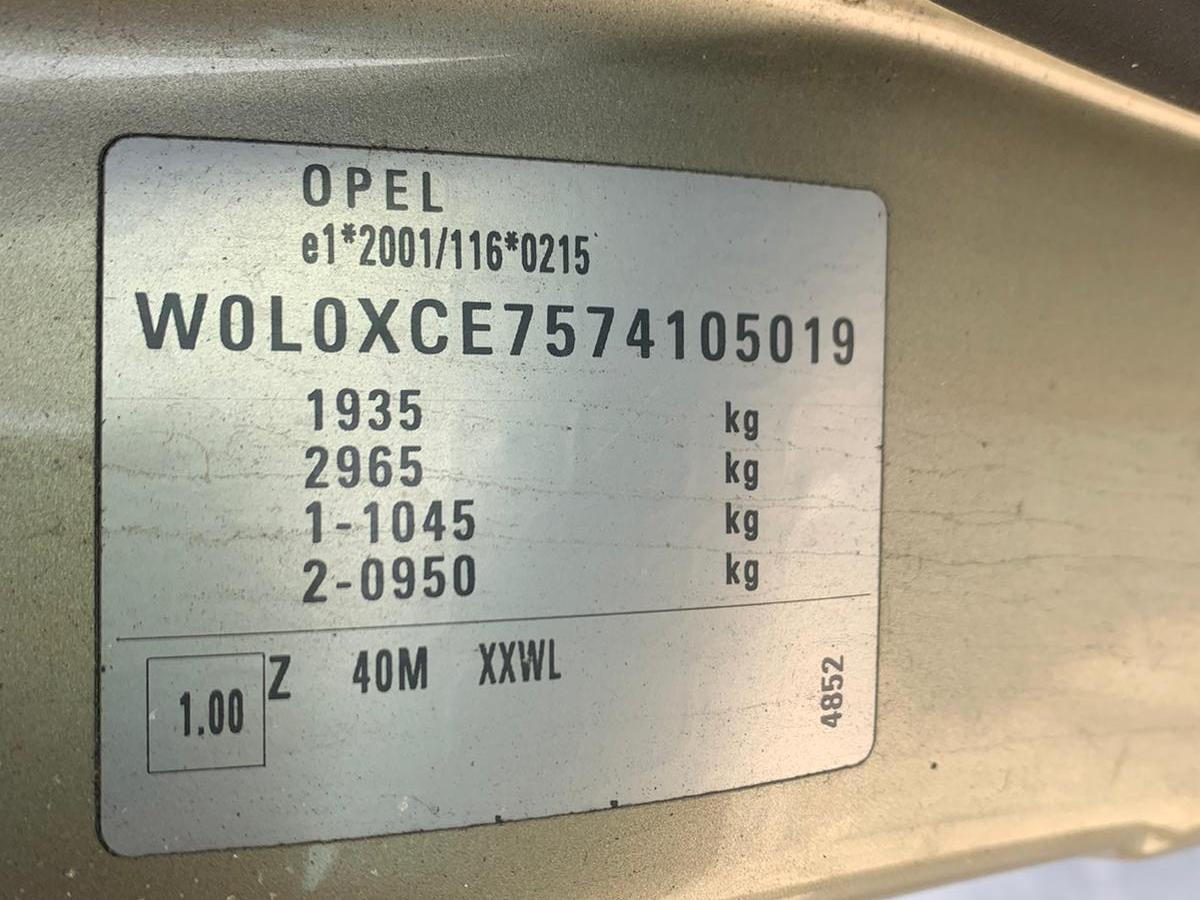 OPEL
e1*2001/116*0215
W0L0XCE7574105019
1935 kg
2965 kg
1-1045 kg
2-0950 kg
1.00 Z 40M XXWL
4852